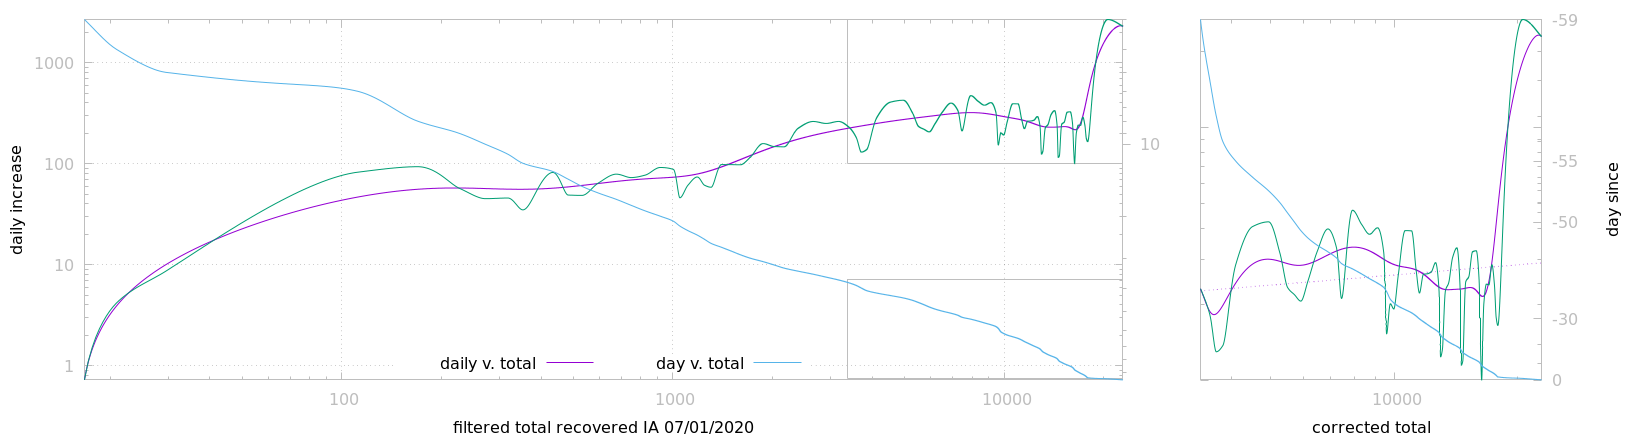 daily increase
1000
100
10
1
daily v. total
day v. total
100
1000
10000
filtered total recovered IA 07/01/2020
10
-59
-55
-50
-30
0
day since
10000
corrected total